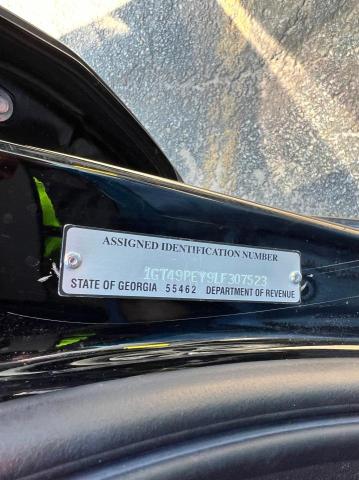 ASSIGNED IDENTIFICATION NUMBER
1GT49PEY9LF307523
STATE OF GEORGIA 55462 DEPARTMENT OF REVENUE